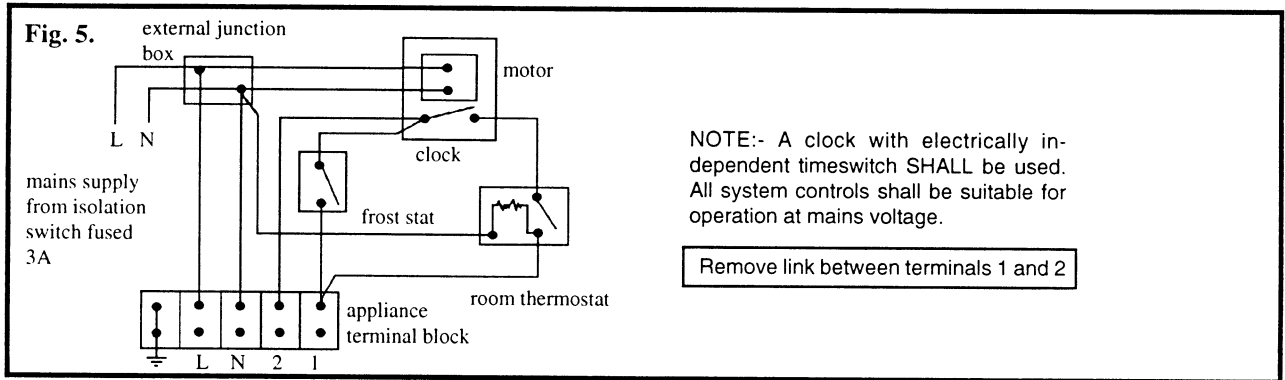 Fig. 5.
external junction
box
motor
L N
clock
mains supply
from isolation
switch fused
3A
frost stat
room thermostat
appliance
terminal block
L N 2 1
NOTE:- A clock with electrically in-
dependent timeswitch SHALL be used.
All system controls shall be suitable for
operation at mains voltage.
Remove link between terminals 1 and 2